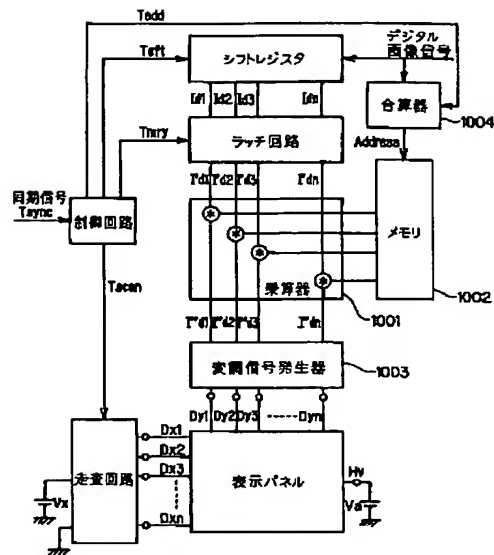 Tadd
デジタル
画像信号
Tsft
シフトレジスタ
合算器
1004
Id1 Id2 Id3 Idn
Address
Tmry
ラッチ回路
同期信号
Tsync
制御回路
I'd1 I'd2 I'd3 I'dn
メモリ
乗算器
1001
1002
Tscan
I"d1 I"d2 I"d3 I"dn
変調信号発生器
1003
Dy1 Dy2 Dy3 Dyn
Dx1
Dx2
Dx3
走査回路
表示パネル
Hv
Vx
Va
Dxn